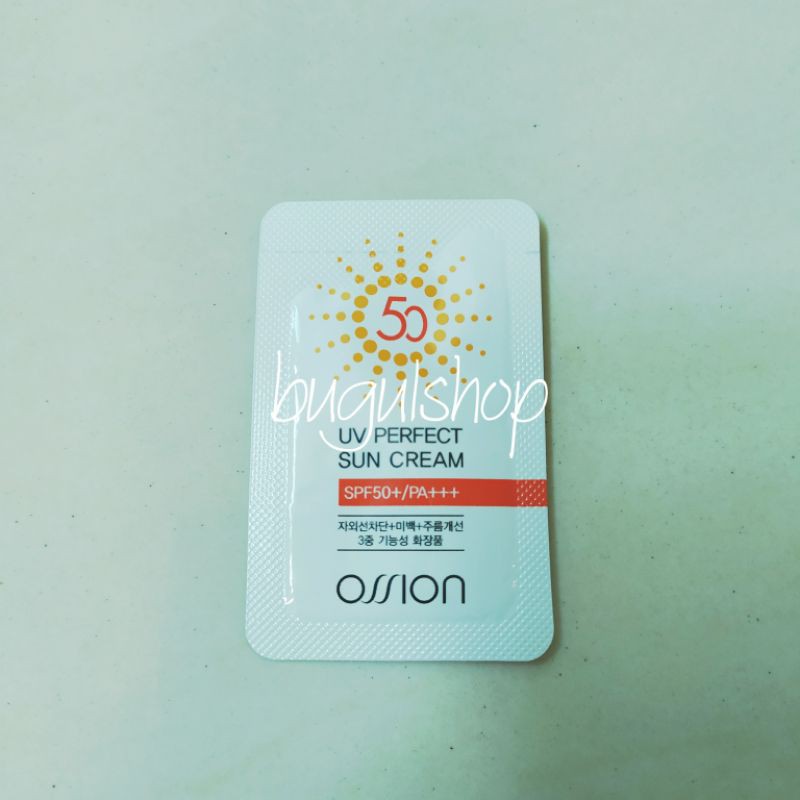 50
bugulshop
UV PERFECT
SUN CREAM
SPF50+/PA+++
자외선차단+미백+주름개선
3중 기능성 화장품
OSSION